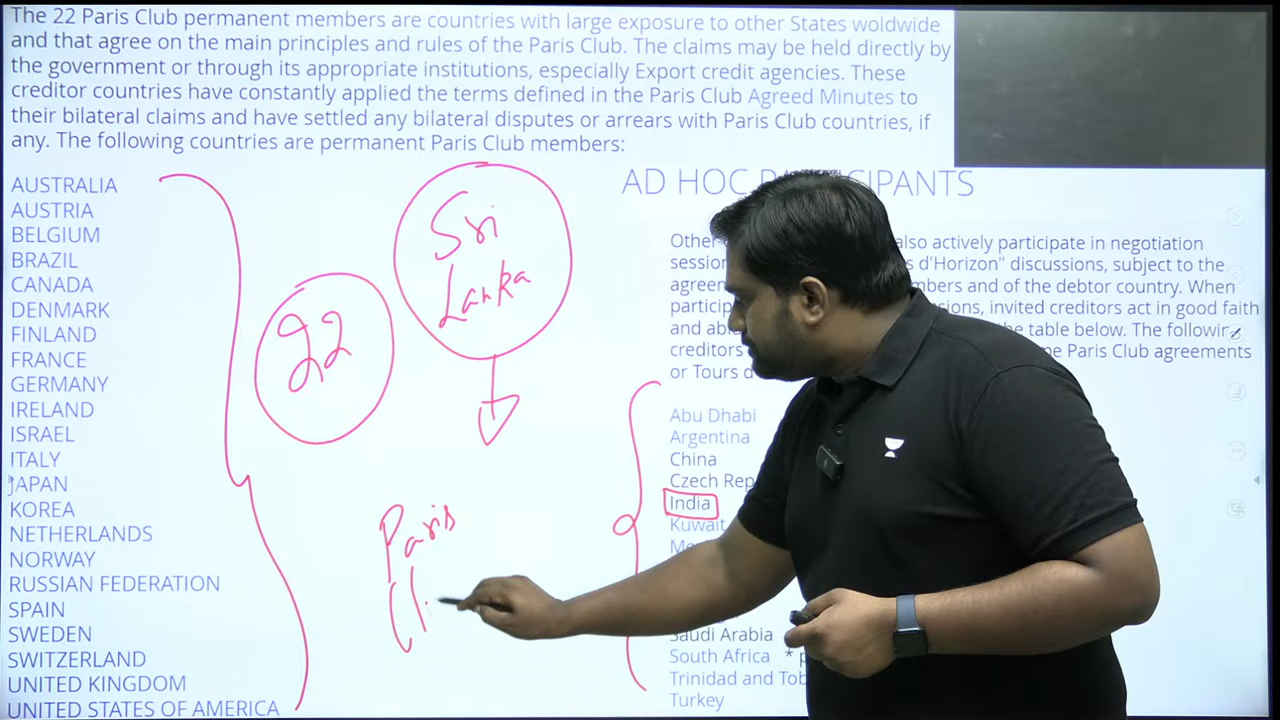 The 22 Paris Club permanent members are countries with large exposure to other States woldwide
and that agree on the main principles and rules of the Paris Club. The claims may be held directly by
the government or through its appropriate institutions, especially Export credit agencies. These
creditor countries have constantly applied the terms defined in the Paris Club Agreed Minutes to
their bilateral claims and have settled any bilateral disputes or arrears with Paris Club countries, if
any. The following countries are permanent Paris Club members:
AUSTRALIA
AUSTRIA
BELGIUM
BRAZIL
CANADA
DENMARK
FINLAND
FRANCE
GERMANY
IRELAND
ISRAEL
ITALY
JAPAN
KOREA
NETHERLANDS
NORWAY
RUSSIAN FEDERATION
SPAIN
SWEDEN
SWITZERLAND
UNITED KINGDOM
UNITED STATES OF AMERICA
22
Sri
Lanka
Paris
AD HOC
Other also actively participate in negotiation
d'Horizon" discussions, subject to the
and of the debtor country. When
invited creditors act in good faith
and the table below. The
creditors Paris Club agreements
or Tours
Abu Dhabi
Argentina
China
Czech
India
Kuwait
Saudi Arabia
South Africa *
Trinidad and
Turkey